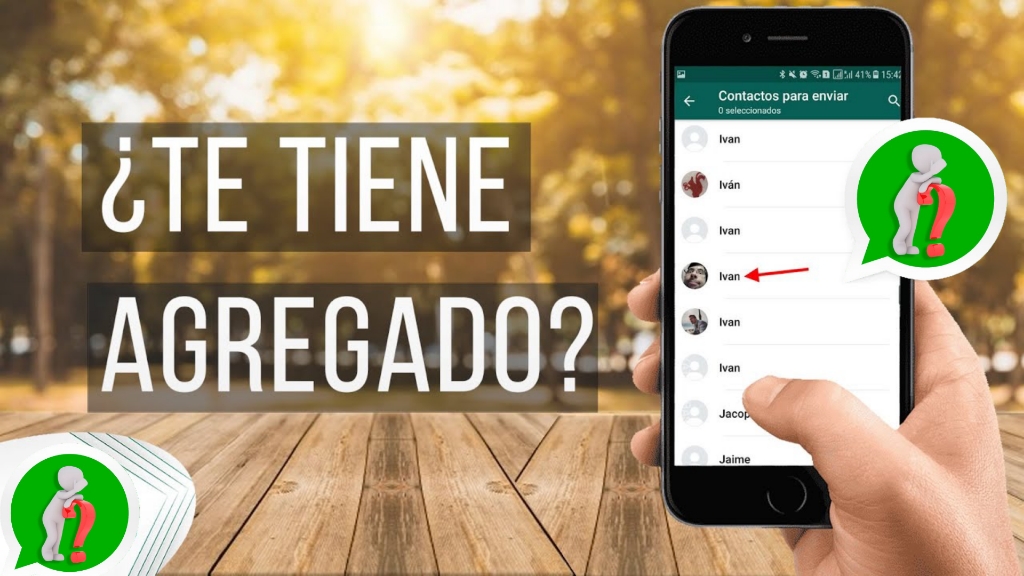 ¿TE TIENE
AGREGADO?
41% 15:42
Contactos para enviar
0 seleccionados
Ivan
Iván
Ivan
Ivan
Ivan
Ivan
Jacop
Jaime